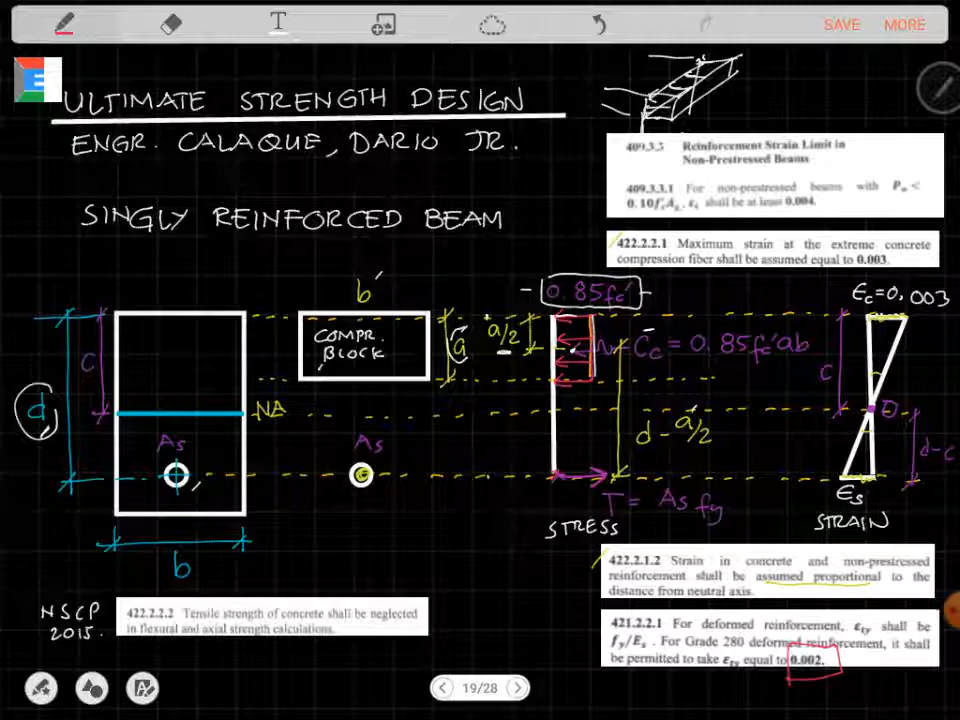 SAVE MORE
E
ULTIMATE STRENGTH DESIGN
ENGR. CALAQUE, DARIO JR.
409.3.3 Reinforcement Strain Limit in
Non-Prestressed Beams
409.3.3.1 For non-prestressed beams with Pu <
0.10f'cAg, εt shall be at least 0.004.
SINGLY REINFORCED BEAM
422.2.2.1 Maximum strain at the extreme concrete
compression fiber shall be assumed equal to 0.003.
b'
0.85fc'
Ec=0.003
COMPR.
BLOCK
a
a/2
Cc = 0.85fc'ab
c
c
d
NA
d - a/2
d-c
As
As
Es
T = As fy
STRESS
STRAIN
b
422.2.1.2 Strain in concrete and non-prestressed
reinforcement shall be assumed proportional to the
distance from neutral axis.
NSCP
2015.
422.2.2.2 Tensile strength of concrete shall be neglected
in flexural and axial strength calculations.
421.2.2.1 For deformed reinforcement, εty shall be
fy/Es. For Grade 280 deformed reinforcement, it shall
be permitted to take εty equal to 0.002.
19/28